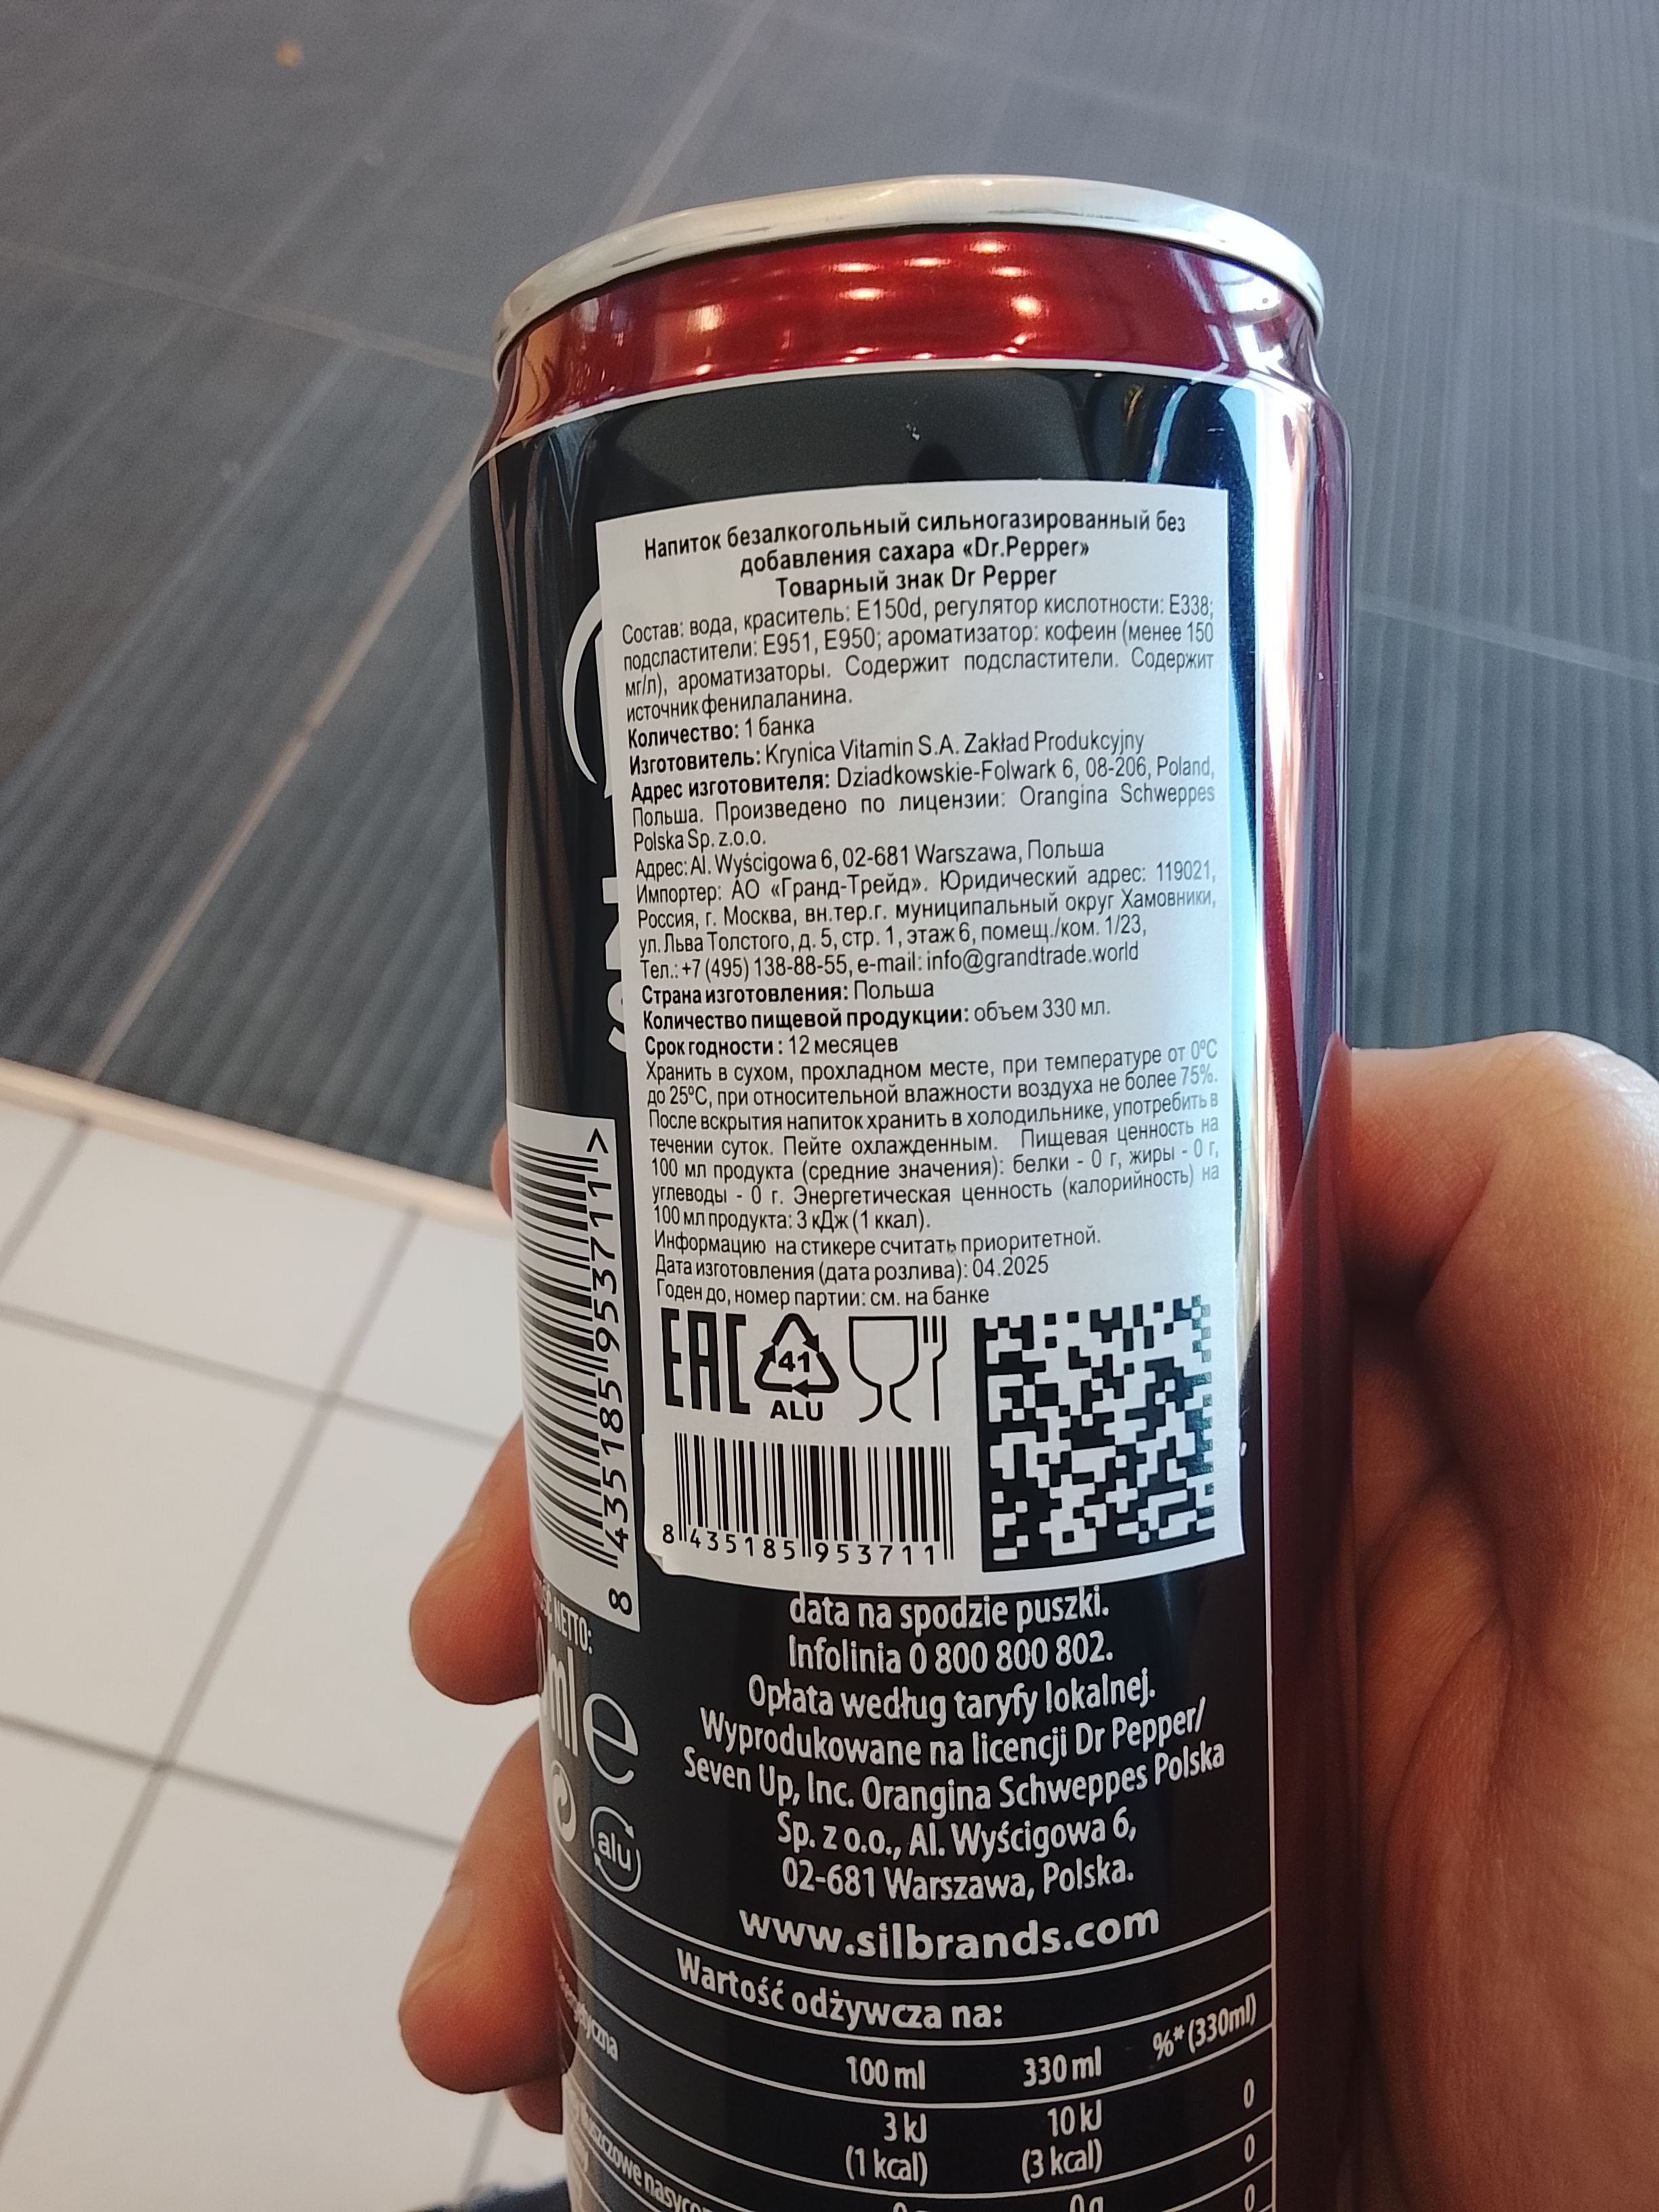 Напиток безалкогольный сильногазированный без
добавления сахара «Dr.Pepper»
Товарный знак Dr Pepper
Состав: вода, краситель: Е150d, регулятор кислотности: Е338;
подсластители: Е951, Е950; ароматизатор: кофеин (менее 150
мг/л), ароматизаторы. Содержит подсластители. Содержит
источник фенилаланина.
Количество: 1 банка
Изготовитель: Krynica Vitamin S.A. Zakład Produkcyjny
Адрес изготовителя: Dziadkowskie-Folwark 6, 08-206, Poland,
Польша. Произведено по лицензии: Orangina Schweppes
Polska Sp. z.o.o.
Адрес: Al. Wyścigowa 6, 02-681 Warszawa, Польша
Импортер: АО «Гранд-Трейд». Юридический адрес: 119021,
Россия, г. Москва, вн.тер.г. муниципальный округ Хамовники,
ул. Льва Толстого, д. 5, стр. 1, этаж 6, помещ./ком. 1/23,
Тел.: +7 (495) 138-88-55, e-mail: info@grandtrade.world
Страна изготовления: Польша
Количество пищевой продукции: объем 330 мл.
Срок годности : 12 месяцев
Хранить в сухом, прохладном месте, при температуре от 0ºС
до 25ºС, при относительной влажности воздуха не более 75%.
После вскрытия напиток хранить в холодильнике, употребить в
течении суток. Пейте охлажденным. Пищевая ценность на
100 мл продукта (средние значения): белки - 0 г, жиры - 0 г,
углеводы - 0 г. Энергетическая ценность (калорийность) на
100 мл продукта: 3 кДж (1 ккал).
Информацию на стикере считать приоритетной.
Дата изготовления (дата розлива): 04.2025
Годен до, номер партии: см. на банке
EAC
41
ALU
8 435185 953711
8 435185 953711 >
NETTO:
ml e
alu
data na spodzie puszki.
Infolinia 0 800 800 802.
Opłata według taryfy lokalnej.
Wyprodukowane na licencji Dr Pepper/
Seven Up, Inc. Orangina Schweppes Polska
Sp. z o.o., Al. Wyścigowa 6,
02-681 Warszawa, Polska.
www.silbrands.com
Wartość odżywcza na:
100 ml 330 ml %* (330ml)
3 kJ 10 kJ 0
(1 kcal) (3 kcal) 0
0 g 0